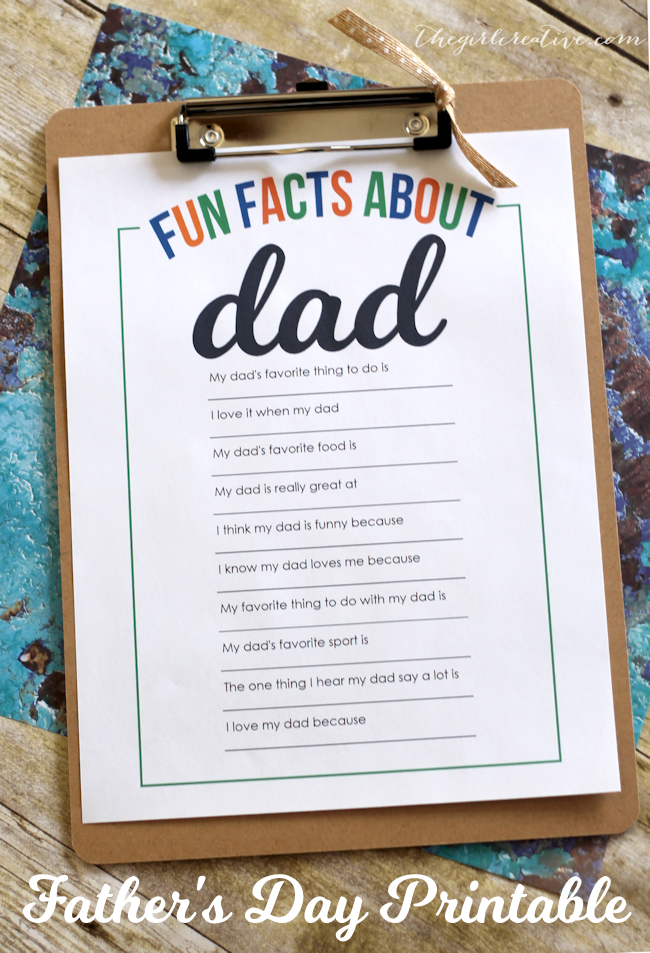 thegirlcreative.com
FUN FACTS ABOUT
dad
My dad's favorite thing to do is
I love it when my dad
My dad's favorite food is
My dad is really great at
I think my dad is funny because
I know my dad loves me because
My favorite thing to do with my dad is
My dad's favorite sport is
The one thing I hear my dad say a lot is
I love my dad because
Father's Day Printable